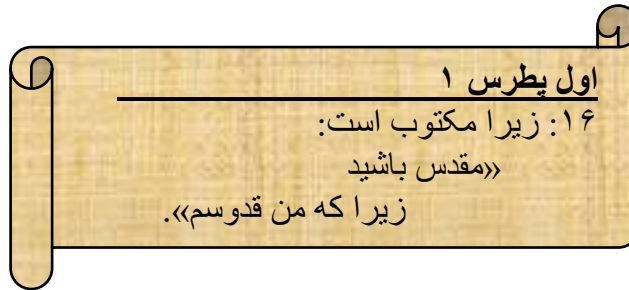 اول پطرس ۱
۱۶: زیرا مکتوب است:
«مقدس باشید
زیرا که من قدوسم».